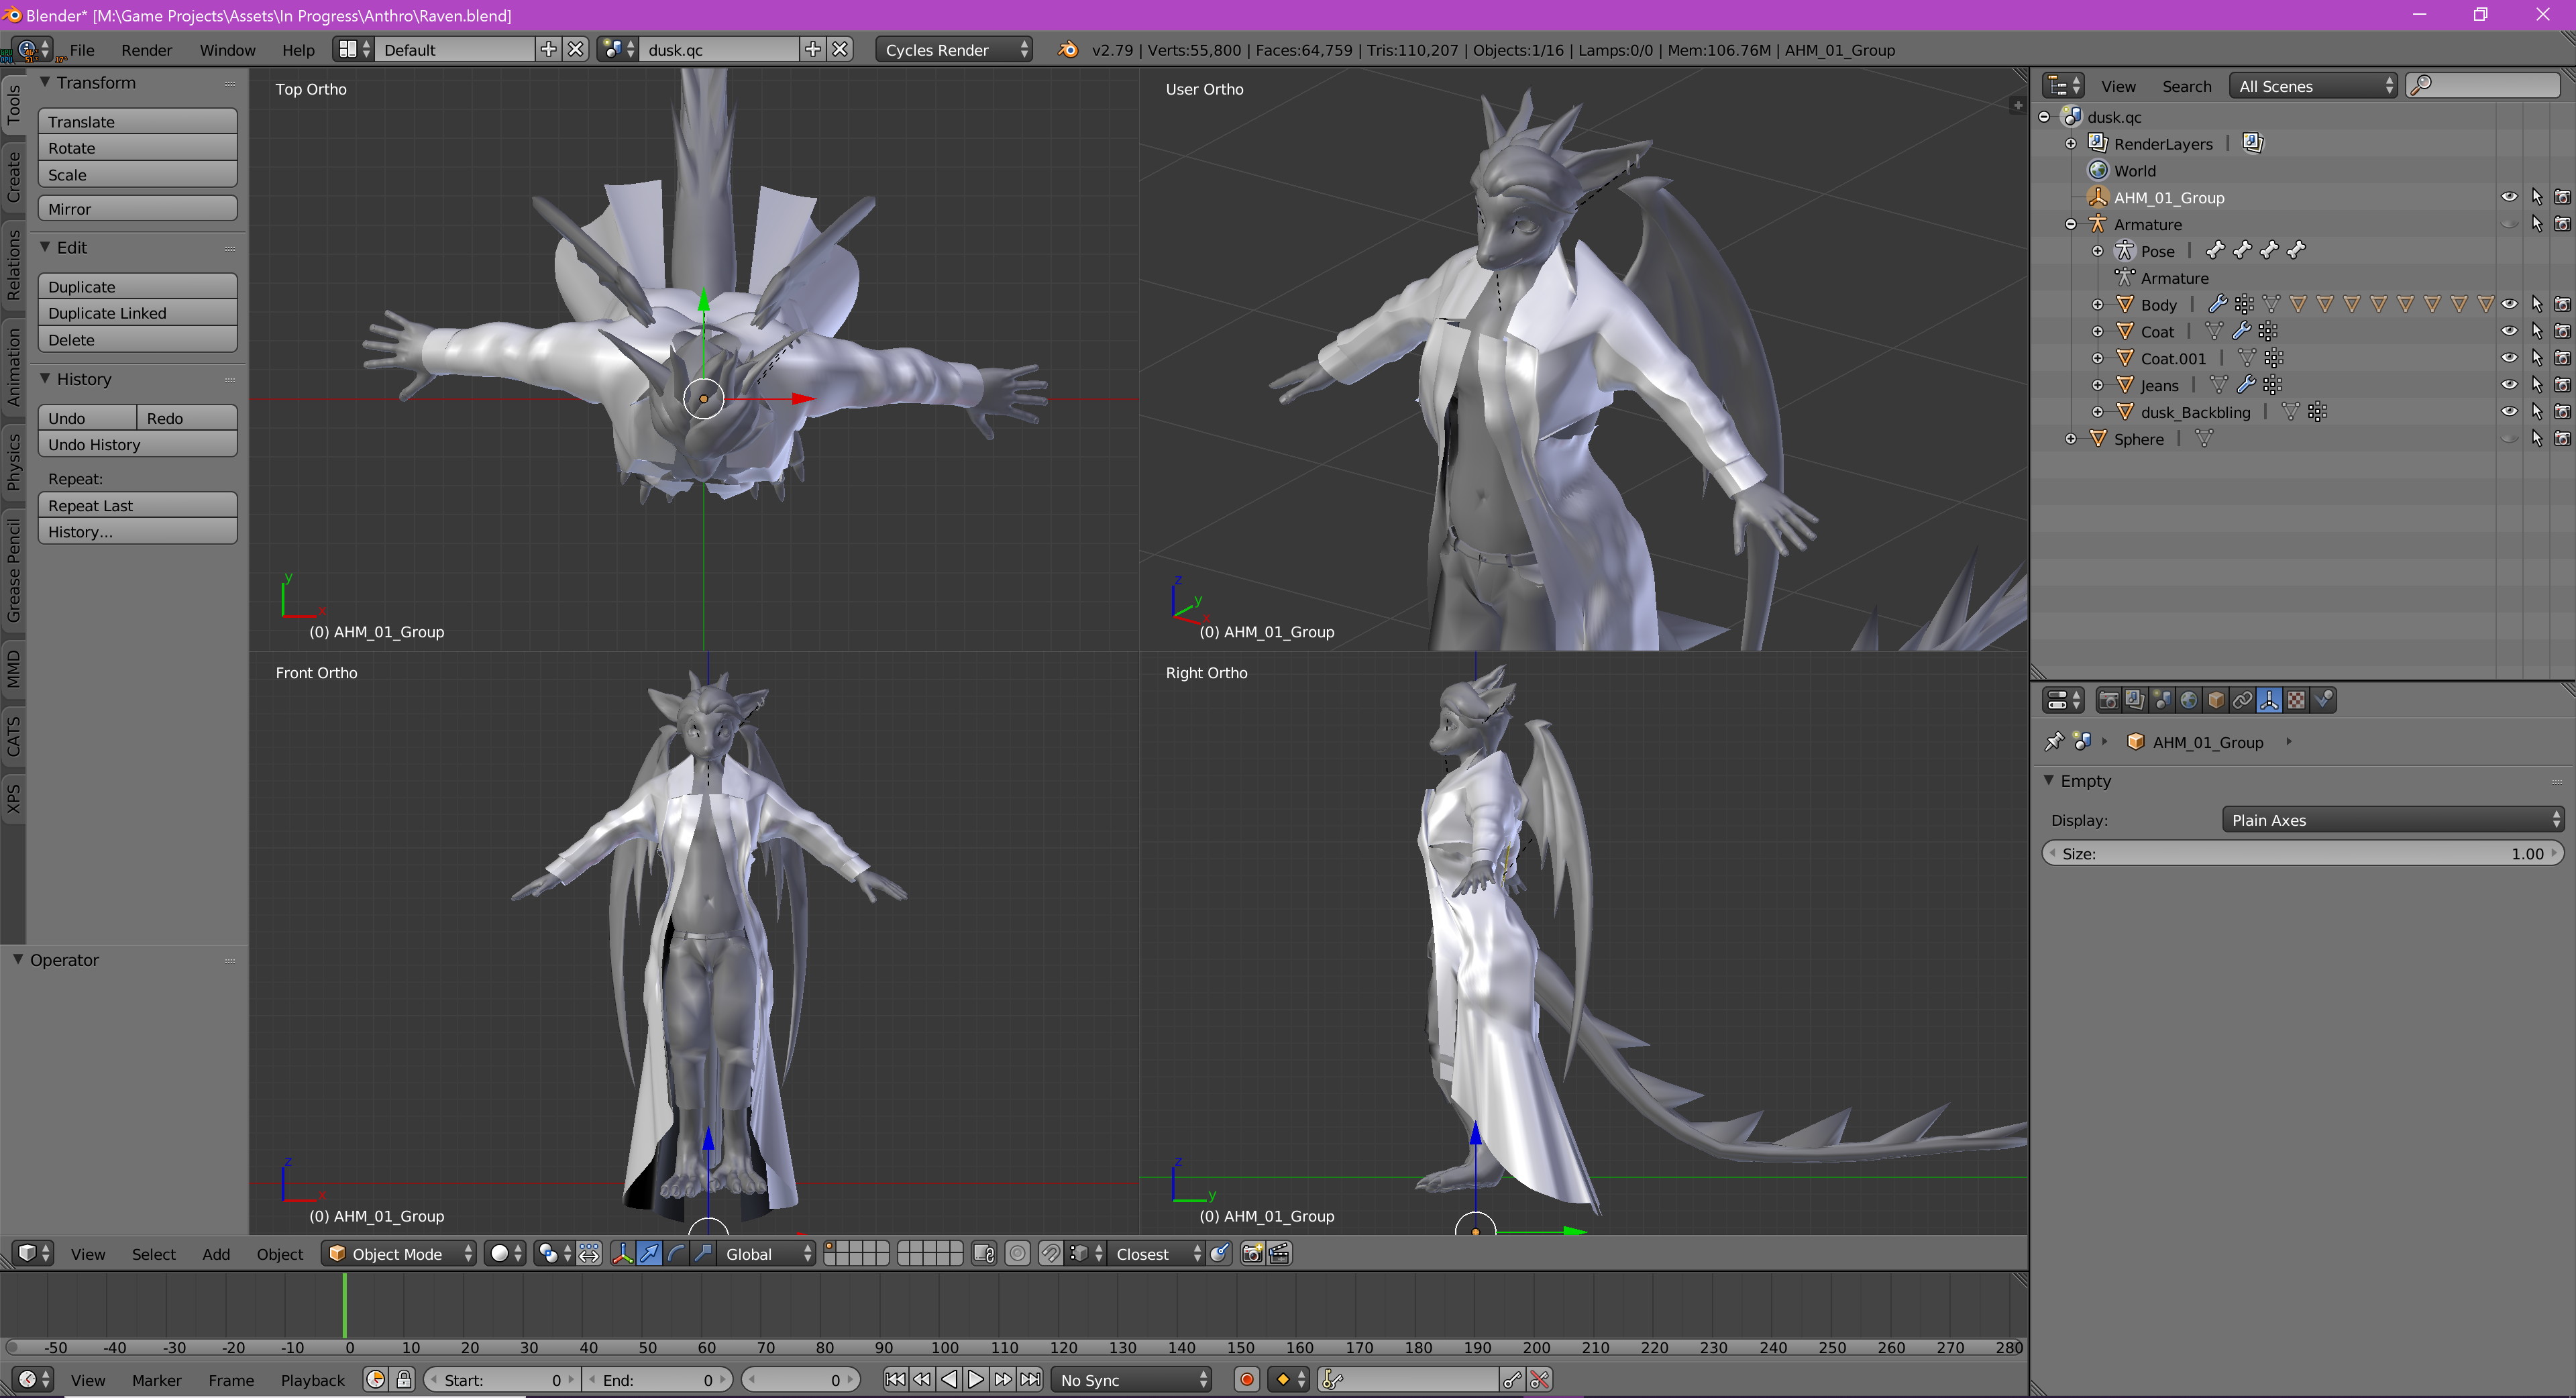 Blender* [M:\Game Projects\Assets\In Progress\Anthro\Raven.blend]
File Render Window Help Default dusk.qc Cycles Render v2.79 | Verts:55,800 | Faces:64,759 | Tris:110,207 | Objects:1/16 | Lamps:0/0 | Mem:106.76M | AHM_01_Group
Tools
Create
Relations
Animation
Physics
Grease Pencil
MMD
CATS
XPS
Transform
Translate
Rotate
Scale
Mirror
Edit
Duplicate
Duplicate Linked
Delete
History
Undo Redo
Undo History
Repeat:
Repeat Last
History...
Operator
Top Ortho
y
x
(0) AHM_01_Group
User Ortho
z
y
x
(0) AHM_01_Group
Front Ortho
z
x
(0) AHM_01_Group
Right Ortho
z
y
(0) AHM_01_Group
View Search All Scenes
dusk.qc
RenderLayers |
World
AHM_01_Group
Armature
Pose |
Armature
Body |
Coat |
Coat.001 |
Jeans |
dusk_Backbling |
Sphere |
AHM_01_Group
Empty
Display: Plain Axes
Size: 1.00
View Select Add Object Object Mode Global Closest
-50 -40 -30 -20 -10 0 10 20 30 40 50 60 70 80 90 100 110 120 130 140 150 160 170 180 190 200 210 220 230 240 250 260 270 280
View Marker Frame Playback Start: 0 End: 0 0 No Sync